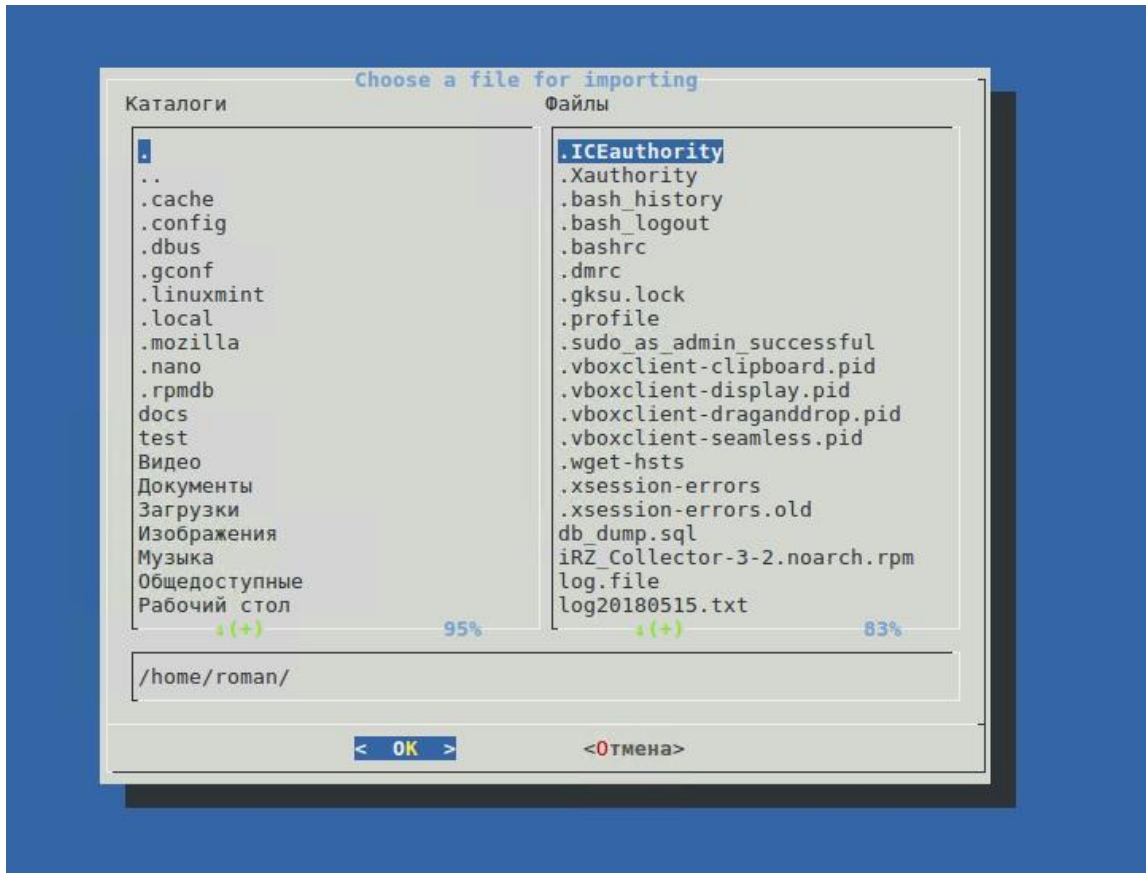 Choose a file for importing
Каталоги
Файлы
.
..
.cache
.config
.dbus
.gconf
.linuxmint
.local
.mozilla
.nano
.rpmdb
docs
test
Видео
Документы
Загрузки
Изображения
Музыка
Общедоступные
Рабочий стол
↕(+) 95%
.ICEauthority
.Xauthority
.bash_history
.bash_logout
.bashrc
.dmrc
.gksu.lock
.profile
.sudo_as_admin_successful
.vboxclient-clipboard.pid
.vboxclient-display.pid
.vboxclient-draganddrop.pid
.vboxclient-seamless.pid
.wget-hsts
.xsession-errors
.xsession-errors.old
db_dump.sql
iRZ_Collector-3-2.noarch.rpm
log.file
log20180515.txt
↕(+) 83%
/home/roman/
< OK > <Отмена>